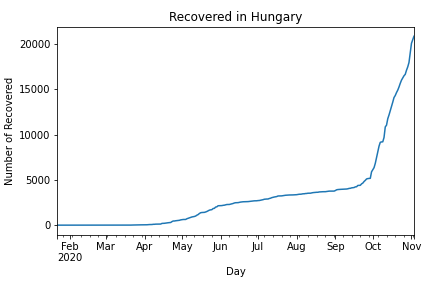 Recovered in Hungary
Number of Recovered
20000
15000
10000
5000
0
Feb Mar Apr May Jun Jul Aug Sep Oct Nov
2020
Day